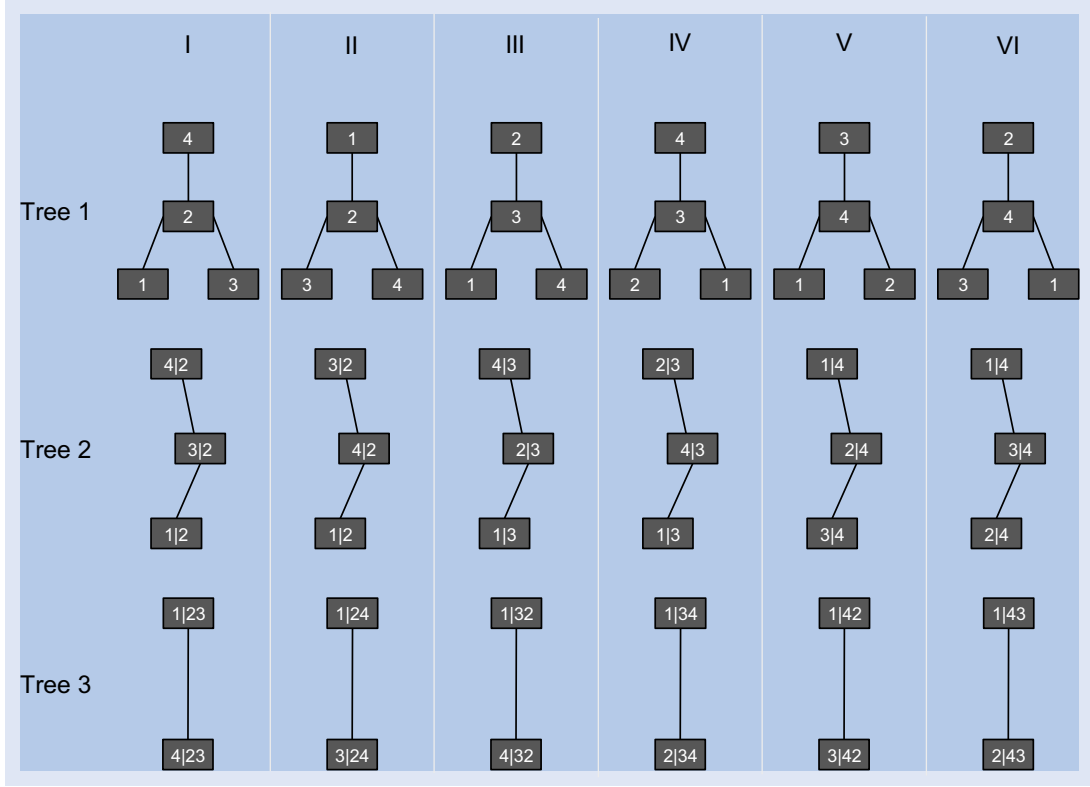 I II III IV V VI
4 1 2 4 3 2
Tree 1 2 2 3 3 4 4
1 3 3 4 1 4 2 1 1 2 3 1
4|2 3|2 4|3 2|3 1|4 1|4
Tree 2 3|2 4|2 2|3 4|3 2|4 3|4
1|2 1|2 1|3 1|3 3|4 2|4
1|23 1|24 1|32 1|34 1|42 1|43
Tree 3
4|23 3|24 4|32 2|34 3|42 2|43